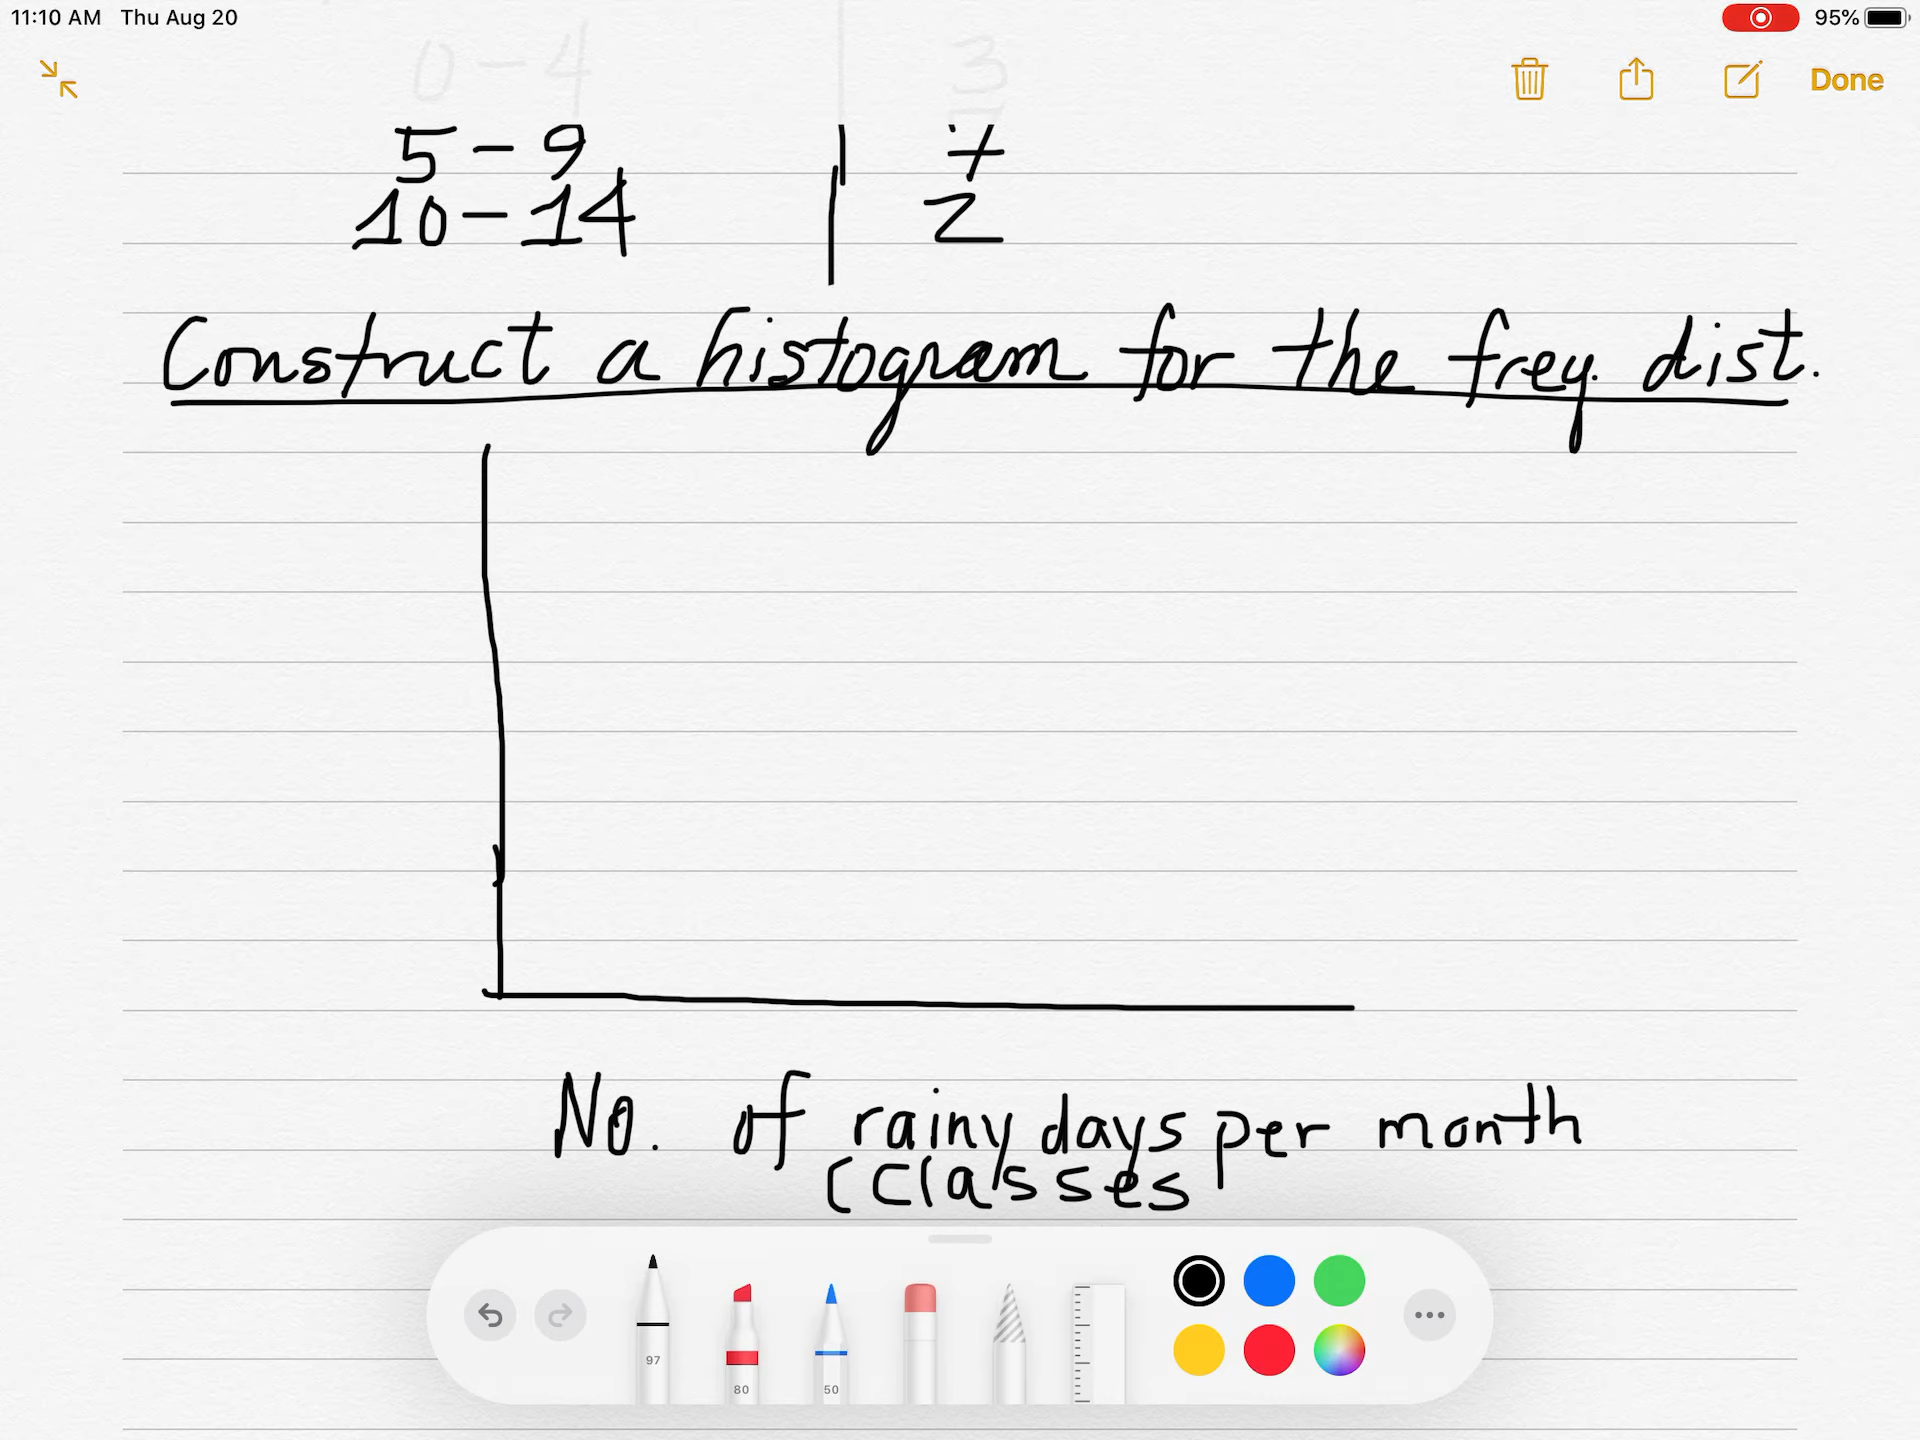 11:10 AM Thu Aug 20 95%
0-4 3
Done
5-9 7
10-14 2
Construct a histogram for the freq. dist.
No. of rainy days per month
(classes
97
80
50